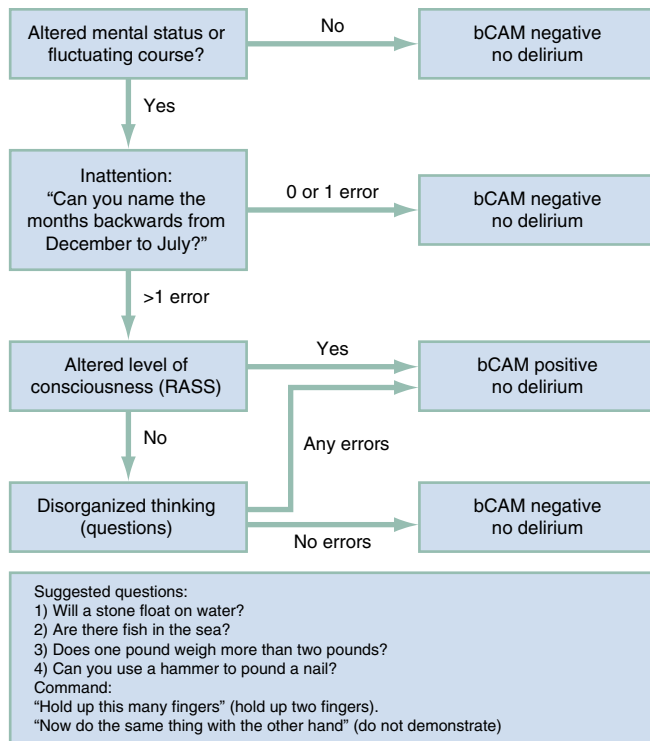 Altered mental status or
fluctuating course?
No
bCAM negative
no delirium
Yes
Inattention:
“Can you name the
months backwards from
December to July?”
0 or 1 error
bCAM negative
no delirium
>1 error
Altered level of
consciousness (RASS)
Yes
bCAM positive
no delirium
No
Any errors
Disorganized thinking
(questions)
No errors
bCAM negative
no delirium
Suggested questions:
1) Will a stone float on water?
2) Are there fish in the sea?
3) Does one pound weigh more than two pounds?
4) Can you use a hammer to pound a nail?
Command:
“Hold up this many fingers” (hold up two fingers).
“Now do the same thing with the other hand” (do not demonstrate)